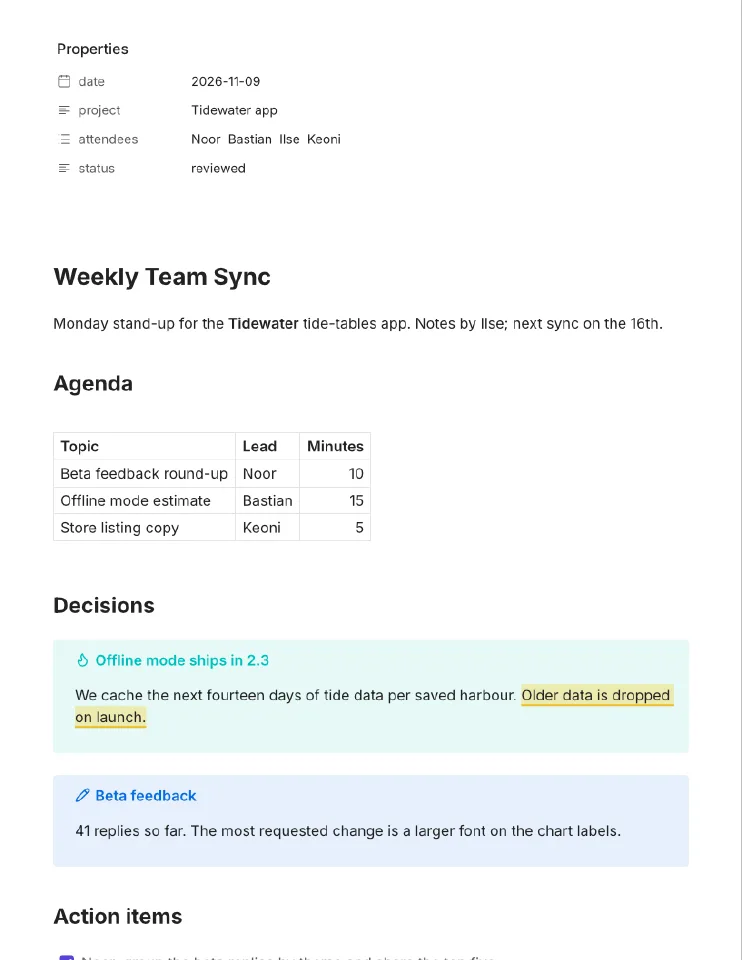 Properties
date 2026-11-09
project Tidewater app
attendees Noor Bastian Ilse Keoni
status reviewed
Weekly Team Sync
Monday stand-up for the Tidewater tide-tables app. Notes by Ilse; next sync on the 16th.
Agenda
Topic Lead Minutes
Beta feedback round-up Noor 10
Offline mode estimate Bastian 15
Store listing copy Keoni 5
Decisions
Offline mode ships in 2.3
We cache the next fourteen days of tide data per saved harbour. Older data is dropped
on launch.
Beta feedback
41 replies so far. The most requested change is a larger font on the chart labels.
Action items